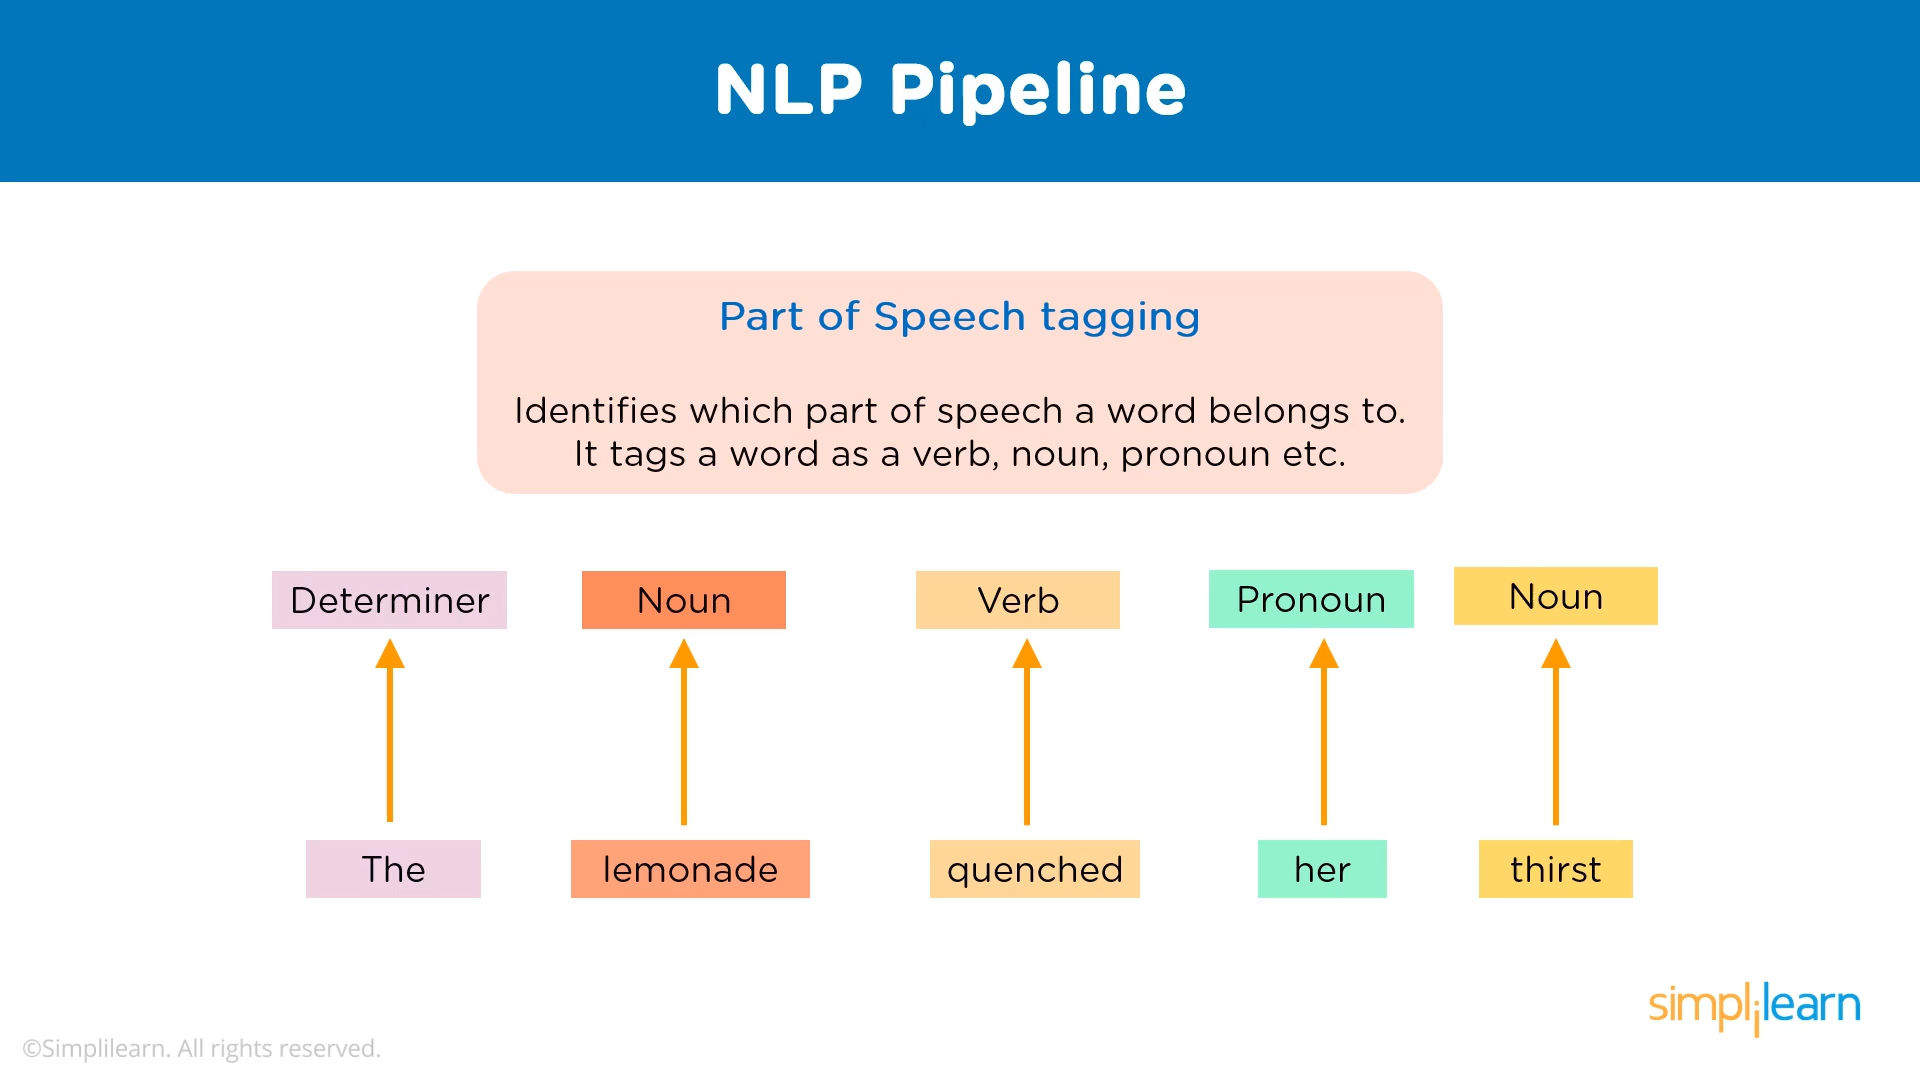 NLP Pipeline
Part of Speech tagging
Identifies which part of speech a word belongs to.
It tags a word as a verb, noun, pronoun etc.
Determiner Noun Verb Pronoun Noun
The lemonade quenched her thirst
simplilearn
©Simplilearn. All rights reserved.